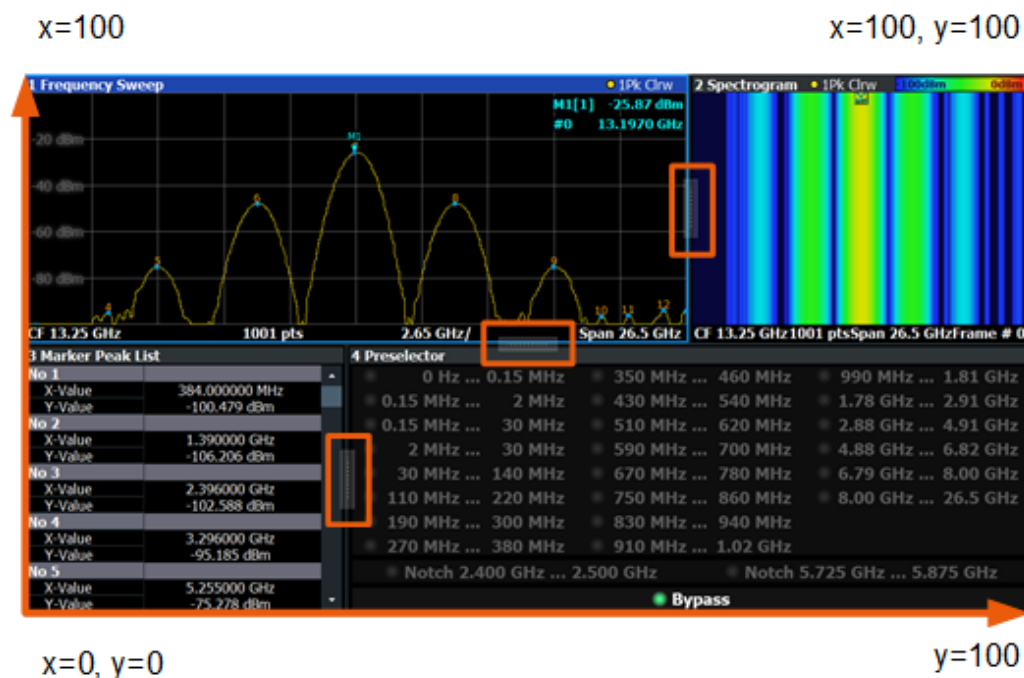 x=100
x=100, y=100
1 Frequency Sweep
1Pk Clrw
M1[1] -25.87 dBm
#0 13.1970 GHz
M1
-20 dBm
-40 dBm
-60 dBm
-80 dBm
4
5
6
8
9
10
11
12
CF 13.25 GHz 1001 pts 2.65 GHz/ Span 26.5 GHz
2 Spectrogram 1Pk Clrw -100dBm 0dBm
CF 13.25 GHz 1001 pts Span 26.5 GHz Frame # 0
3 Marker Peak List
No 1
X-Value 384.000000 MHz
Y-Value -100.479 dBm
No 2
X-Value 1.390000 GHz
Y-Value -106.206 dBm
No 3
X-Value 2.396000 GHz
Y-Value -102.588 dBm
No 4
X-Value 3.296000 GHz
Y-Value -95.185 dBm
No 5
X-Value 5.255000 GHz
Y-Value -75.278 dBm
4 Preselector
0 Hz ... 0.15 MHz 350 MHz ... 460 MHz 990 MHz ... 1.81 GHz
0.15 MHz ... 2 MHz 430 MHz ... 540 MHz 1.78 GHz ... 2.91 GHz
0.15 MHz ... 30 MHz 510 MHz ... 620 MHz 2.88 GHz ... 4.91 GHz
2 MHz ... 30 MHz 590 MHz ... 700 MHz 4.88 GHz ... 6.82 GHz
30 MHz ... 140 MHz 670 MHz ... 780 MHz 6.79 GHz ... 8.00 GHz
110 MHz ... 220 MHz 750 MHz ... 860 MHz 8.00 GHz ... 26.5 GHz
190 MHz ... 300 MHz 830 MHz ... 940 MHz
270 MHz ... 380 MHz 910 MHz ... 1.02 GHz
Notch 2.400 GHz ... 2.500 GHz Notch 5.725 GHz ... 5.875 GHz
Bypass
x=0, y=0
y=100